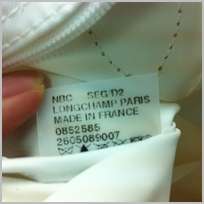 NBC SEG/D2
LONGCHAMP PARIS
MADE IN FRANCE
0852585
2605089007